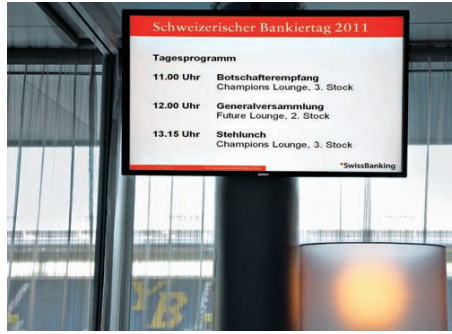 Schweizerischer Bankiertag 2011
Tagesprogramm
11.00 Uhr Botschafterempfang
Champions Lounge, 3. Stock
12.00 Uhr Generalversammlung
Future Lounge, 2. Stock
13.15 Uhr Stehlunch
Champions Lounge, 3. Stock
*SwissBanking
SONY
YB